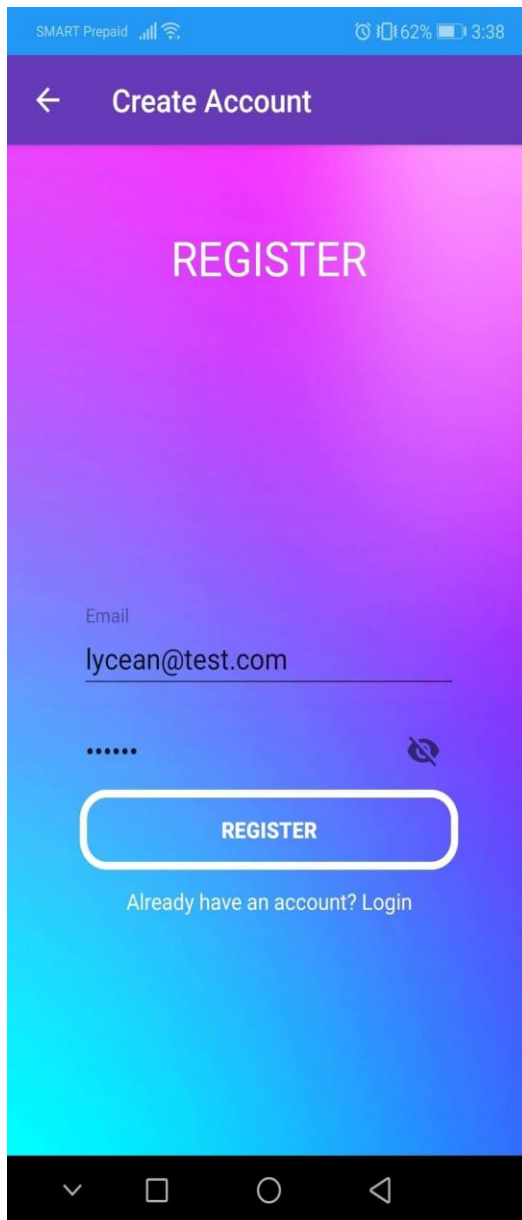 SMART Prepaid 62% 3:38
Create Account
REGISTER
Email
lycean@test.com
••••••
REGISTER
Already have an account? Login